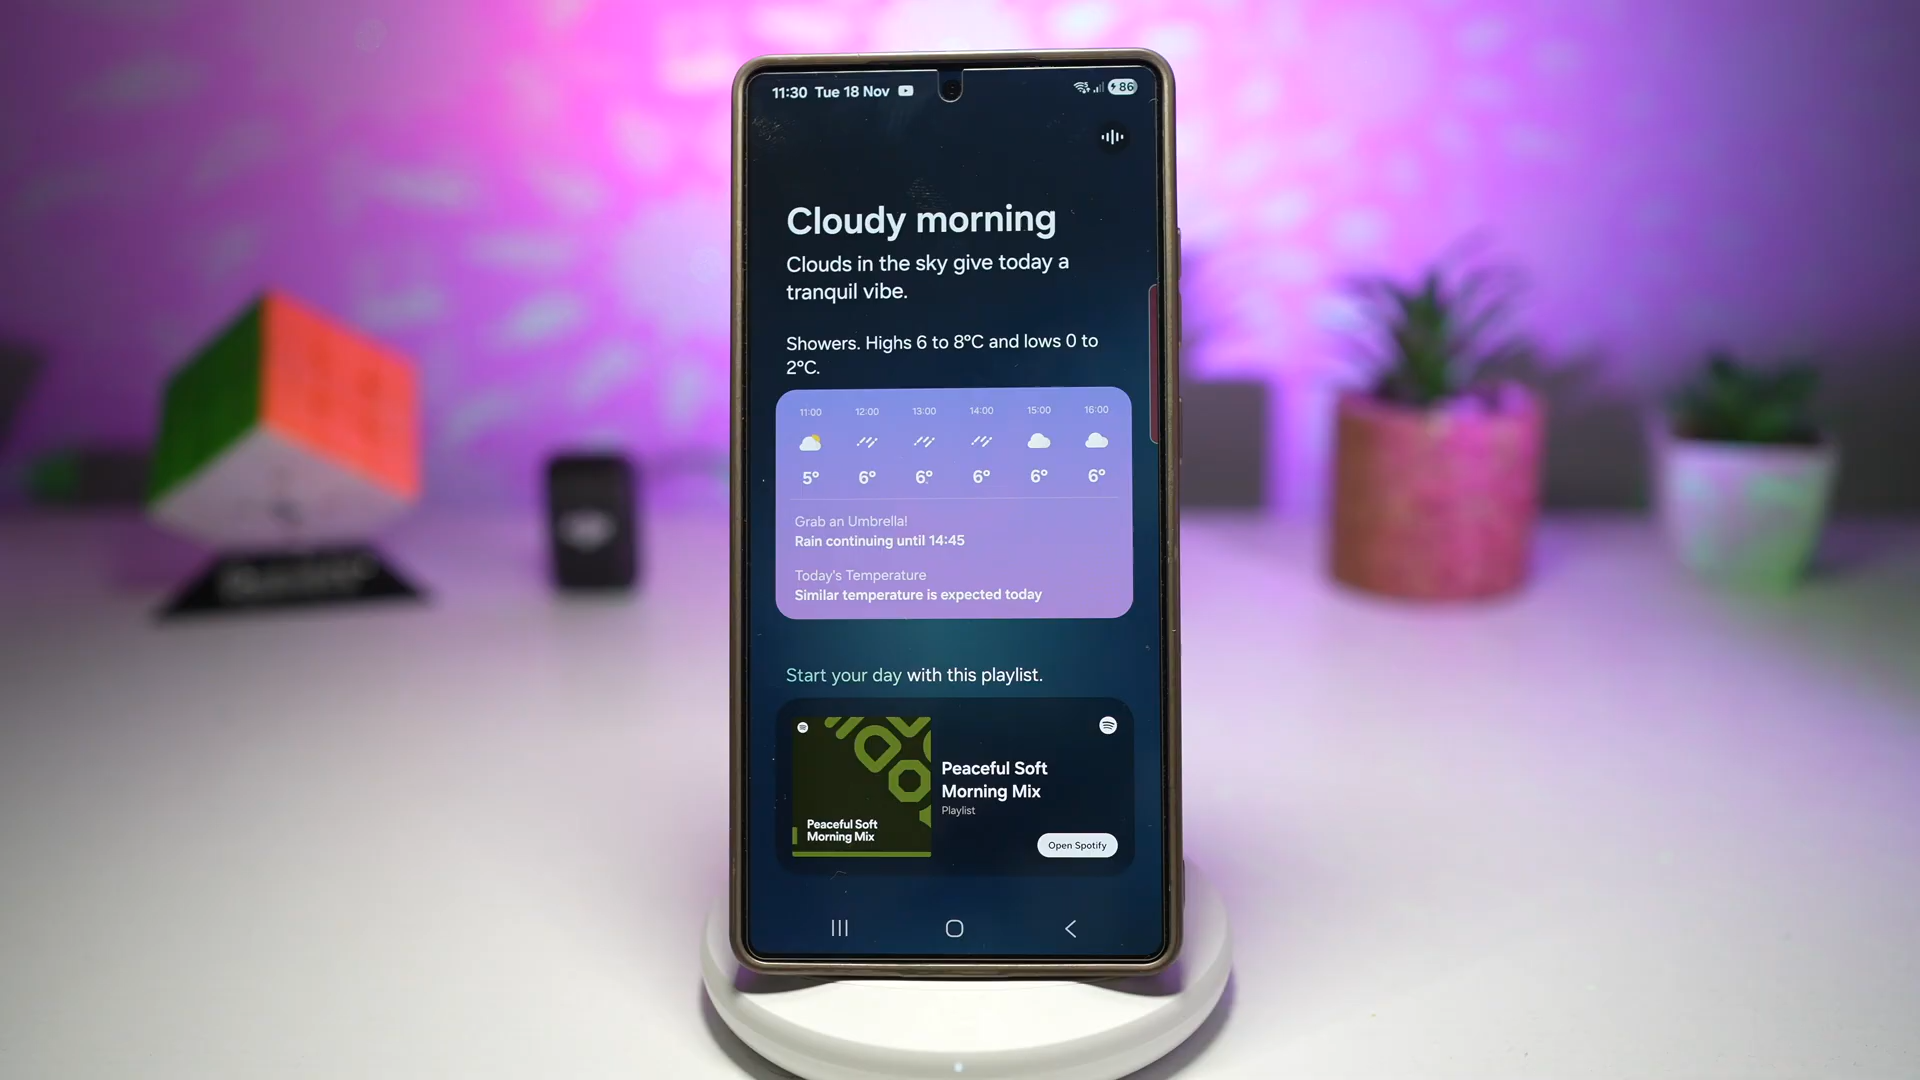 11:30 Tue 18 Nov
86
Cloudy morning
Clouds in the sky give today a
tranquil vibe.
Showers. Highs 6 to 8°C and lows 0 to
2°C.
11:00 12:00 13:00 14:00 15:00 16:00
5° 6° 6° 6° 6° 6°
Grab an Umbrella!
Rain continuing until 14:45
Today's Temperature
Similar temperature is expected today
Start your day with this playlist.
Peaceful Soft
Morning Mix
Peaceful Soft
Morning Mix
Playlist
Open Spotify